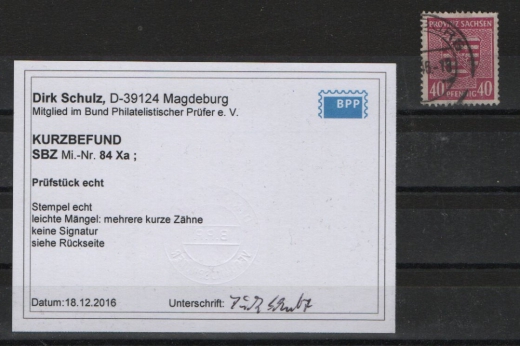 PROVINZ SACHSEN
40 PFENNIG 40
Dirk Schulz, D-39124 Magdeburg
Mitglied im Bund Philatelistischer Prüfer e. V.
BPP
KURZBEFUND
SBZ Mi.-Nr. 84 Xa ;
Prüfstück echt
Stempel echt
leichte Mängel: mehrere kurze Zähne
keine Signatur
siehe Rückseite
Datum:18.12.2016
Unterschrift: Dirk Schulz